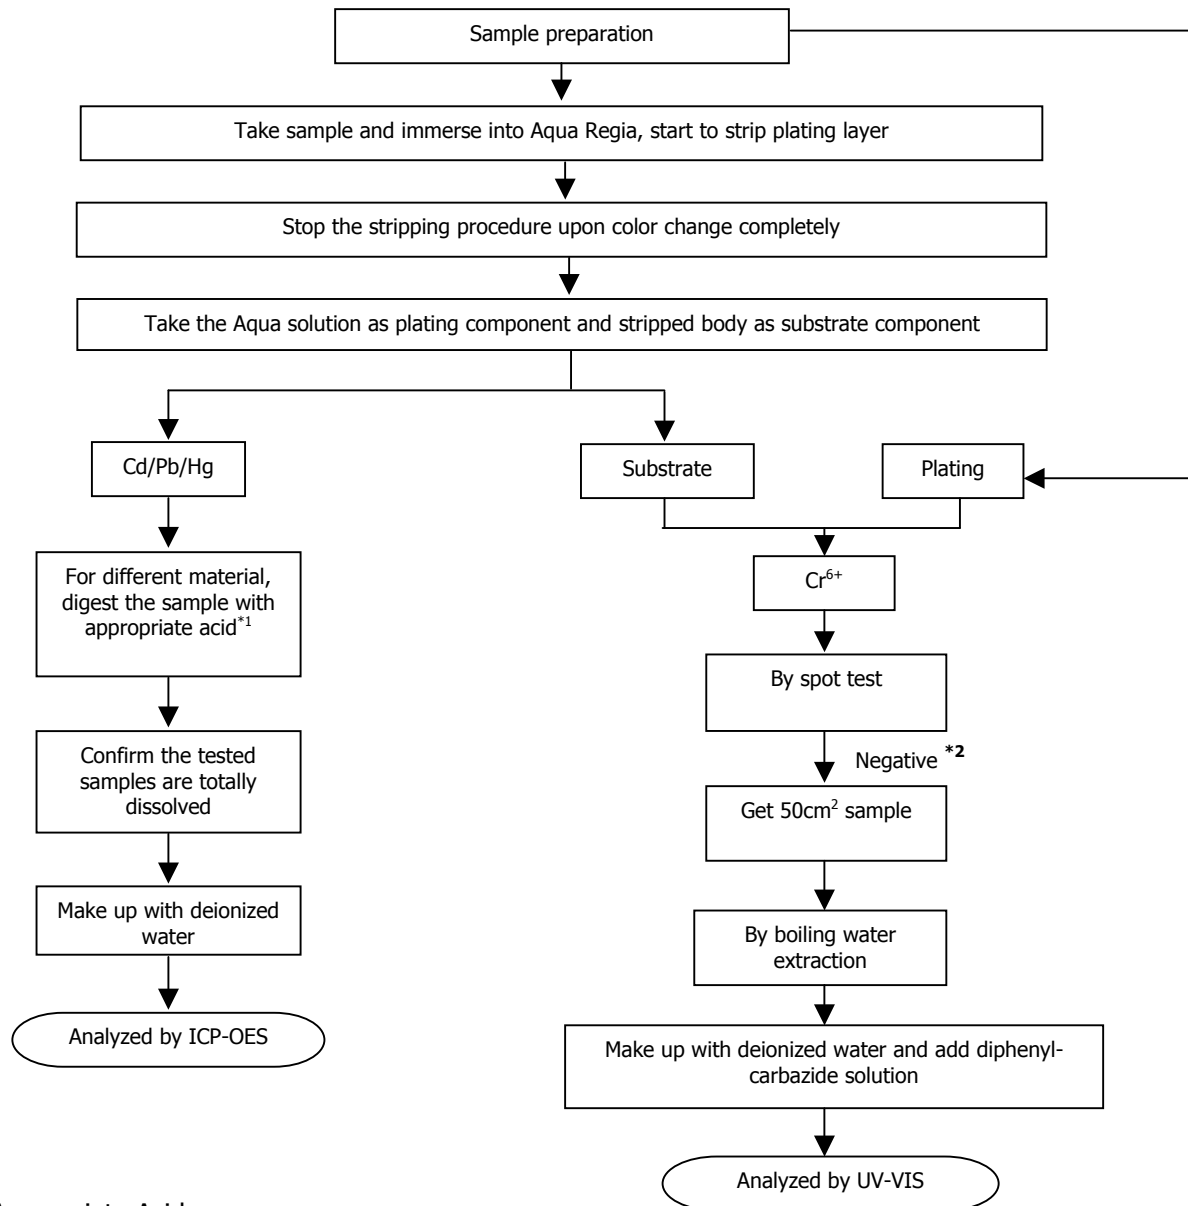 Sample preparation
Take sample and immerse into Aqua Regia, start to strip plating layer
Stop the stripping procedure upon color change completely
Take the Aqua solution as plating component and stripped body as substrate component
Cd/Pb/Hg
Substrate
Plating
For different material,
digest the sample with
appropriate acid*1
Cr6+
By spot test
Confirm the tested
samples are totally
dissolved
Negative *2
Get 50cm2 sample
Make up with deionized
water
By boiling water
extraction
Analyzed by ICP-OES
Make up with deionized water and add diphenyl-
carbazide solution
Analyzed by UV-VIS